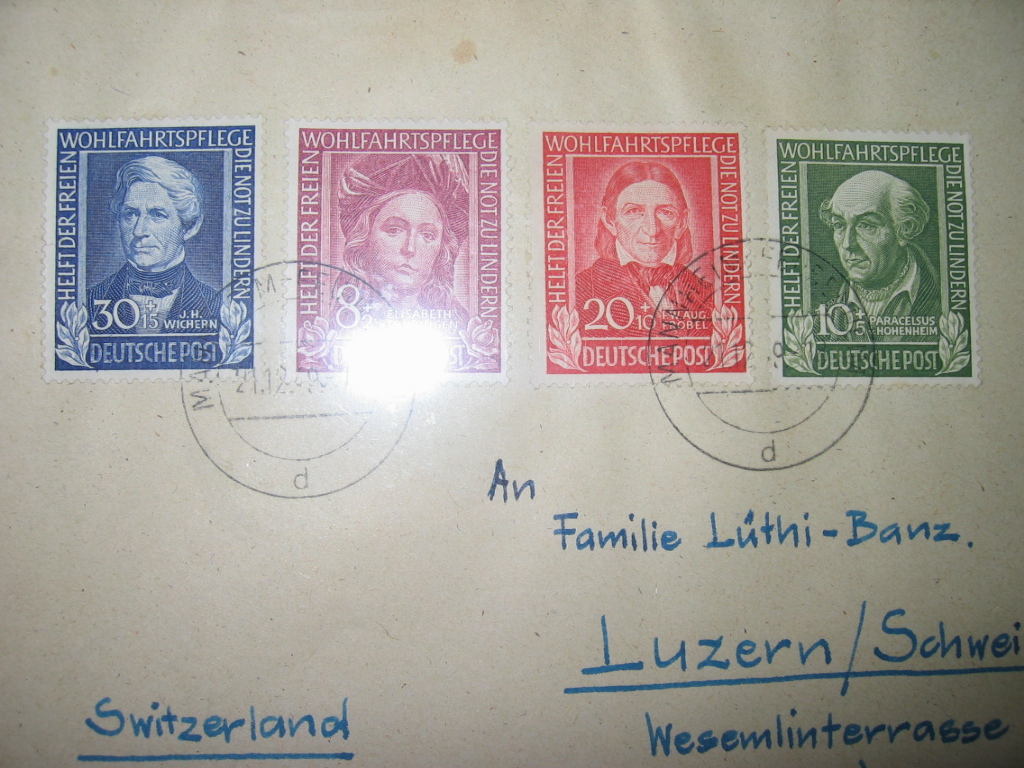 HELFT DER FREIEN WOHLFAHRTSPFLEGE DIE NOT ZU LINDERN
30+15
J.H. WICHERN
DEUTSCHE POST
HELFT DER FREIEN WOHLFAHRTSPFLEGE DIE NOT ZU LINDERN
8+
ELISABETH
HELFT DER FREIEN WOHLFAHRTSPFLEGE DIE NOT ZU LINDERN
20+10
AUG.
DEUTSCHE POST
HELFT DER FREIEN WOHLFAHRTSPFLEGE DIE NOT ZU LINDERN
10+5
PARACELSUS
HOHENHEIM
DEUTSCHE POST
21.12.
d
d
An
Familie Lüthi-Banz.
Luzern/Schwei
Switzerland
Wesemlinterrasse